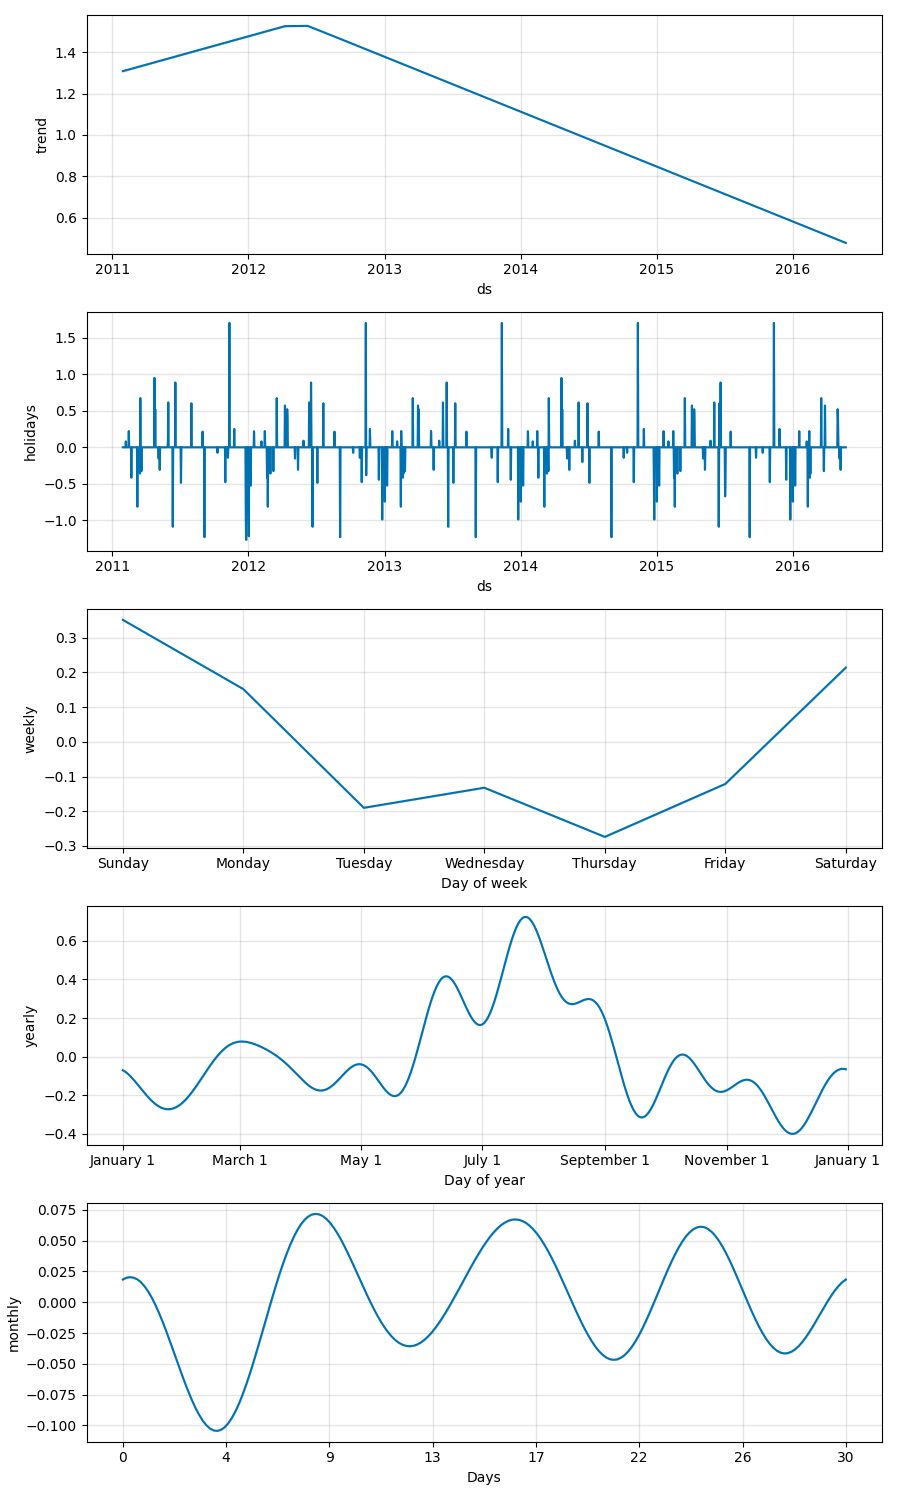 1.4
1.2
1.0
0.8
0.6
trend
2011 2012 2013 2014 2015 2016
ds
1.5
1.0
0.5
0.0
−0.5
−1.0
holidays
2011 2012 2013 2014 2015 2016
ds
0.3
0.2
0.1
0.0
−0.1
−0.2
−0.3
weekly
Sunday Monday Tuesday Wednesday Thursday Friday Saturday
Day of week
0.6
0.4
0.2
0.0
−0.2
−0.4
yearly
January 1 March 1 May 1 July 1 September 1 November 1 January 1
Day of year
0.075
0.050
0.025
0.000
−0.025
−0.050
−0.075
−0.100
monthly
0 4 9 13 17 22 26 30
Days